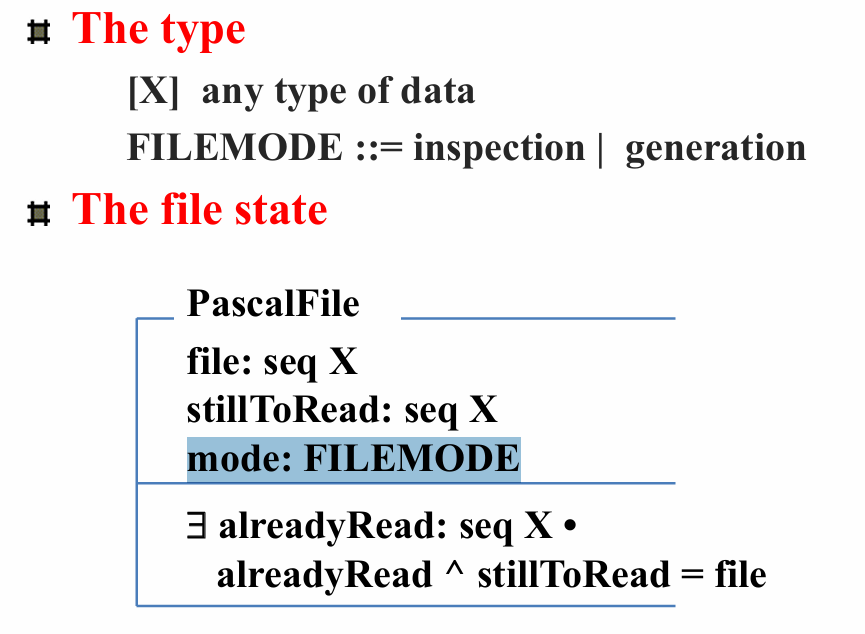 The type
[X] any type of data
FILEMODE ::= inspection | generation
The file state
PascalFile
file: seq X
stillToRead: seq X
mode: FILEMODE
∃ alreadyRead: seq X •
alreadyRead ^ stillToRead = file